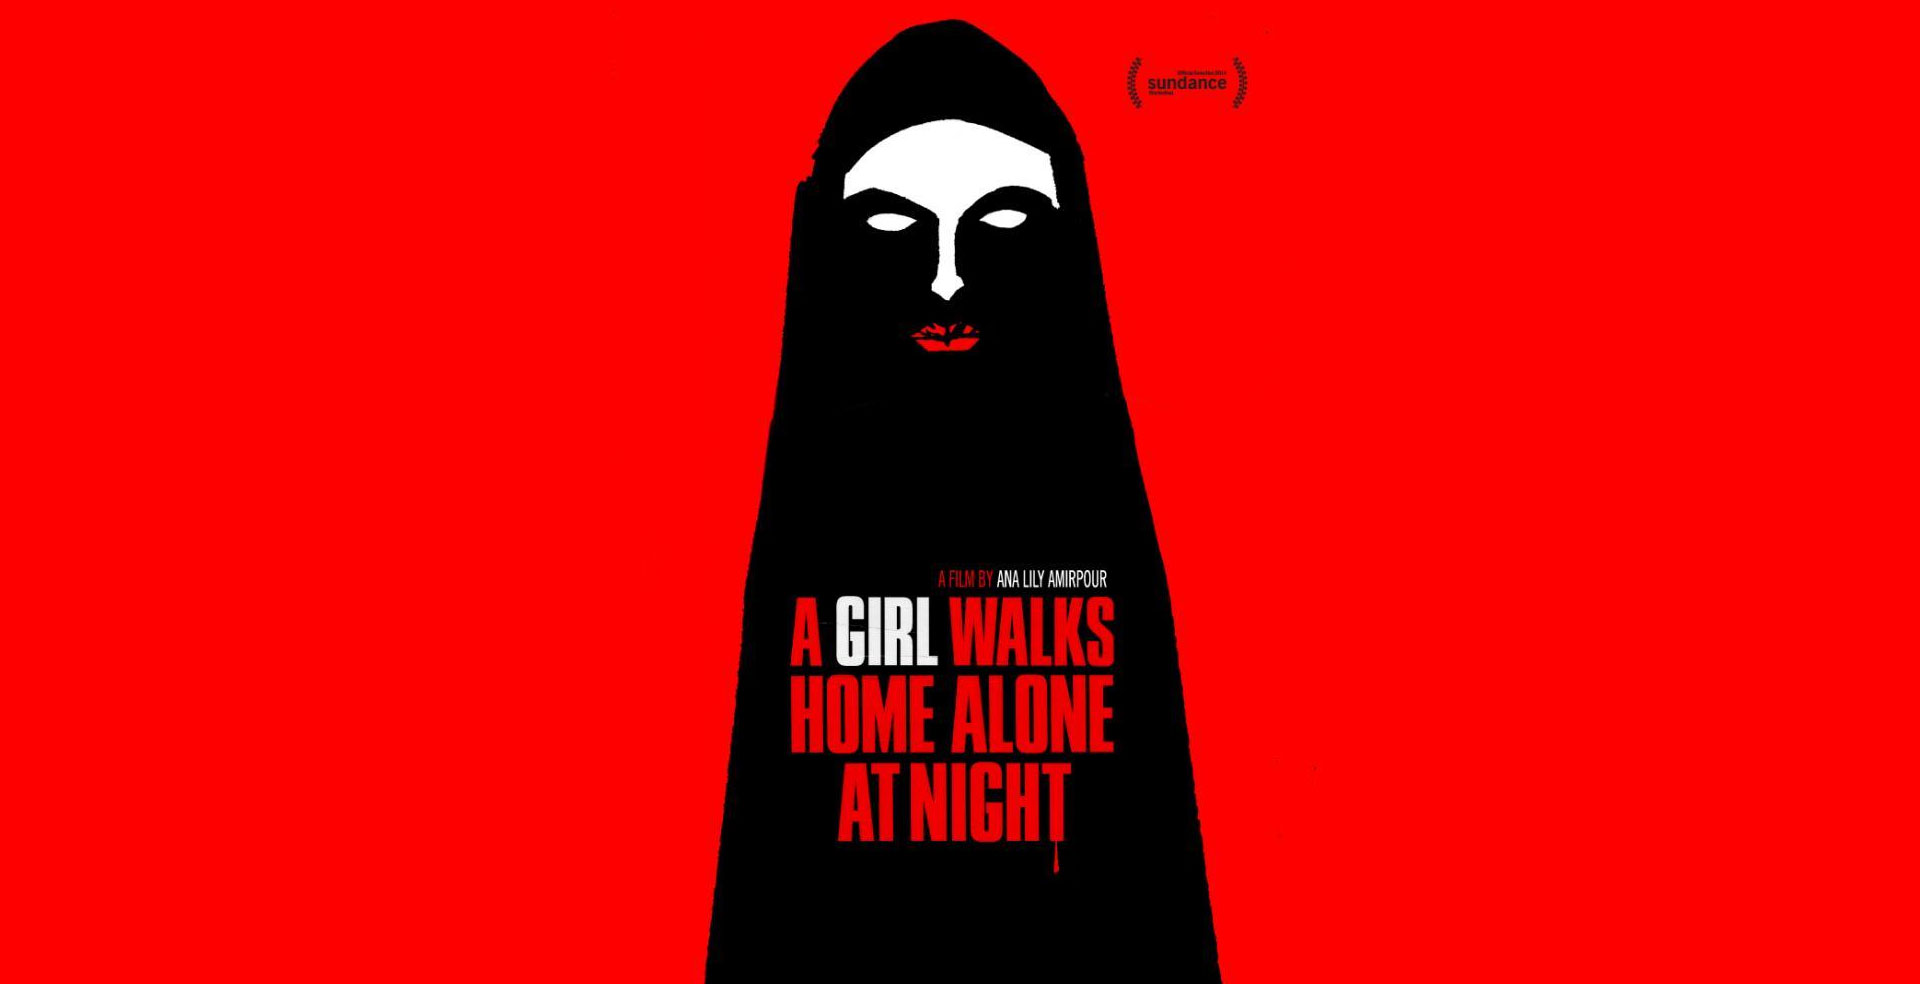 sundance
A FILM BY ANA LILY AMIRPOUR
A GIRL WALKS
HOME ALONE
AT NIGHT